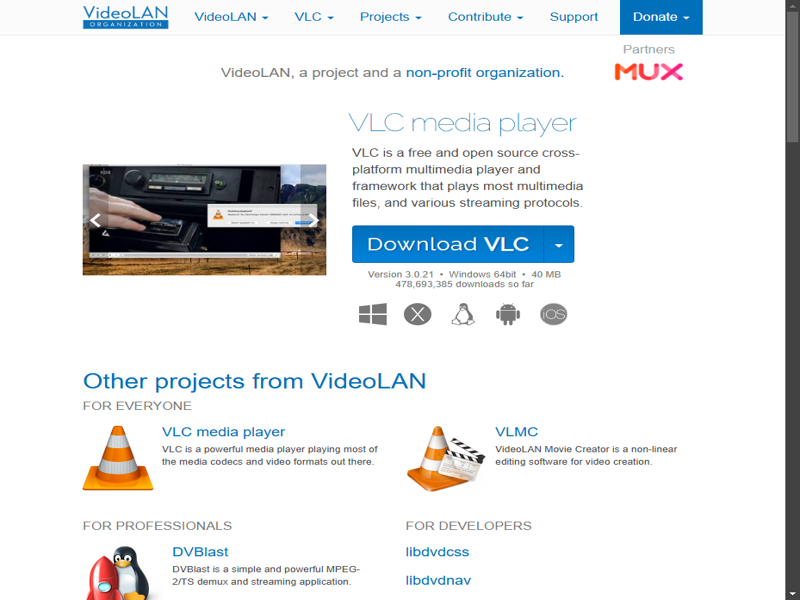 VideoLAN
ORGANIZATION
VideoLAN
VLC
Projects
Contribute
Support
Donate
Partners
MUX
VideoLAN, a project and a non-profit organization.
VLC media player
VLC is a free and open source cross-
platform multimedia player and
framework that plays most multimedia
files, and various streaming protocols.
Download VLC
Version 3.0.21 • Windows 64bit • 40 MB
478,693,385 downloads so far
X
iOS
Other projects from VideoLAN
FOR EVERYONE
VLC media player
VLC is a powerful media player playing most of
the media codecs and video formats out there.
VLMC
VideoLAN Movie Creator is a non-linear
editing software for video creation.
FOR PROFESSIONALS
DVBlast
DVBlast is a simple and powerful MPEG-
2/TS demux and streaming application.
FOR DEVELOPERS
libdvdcss
libdvdnav